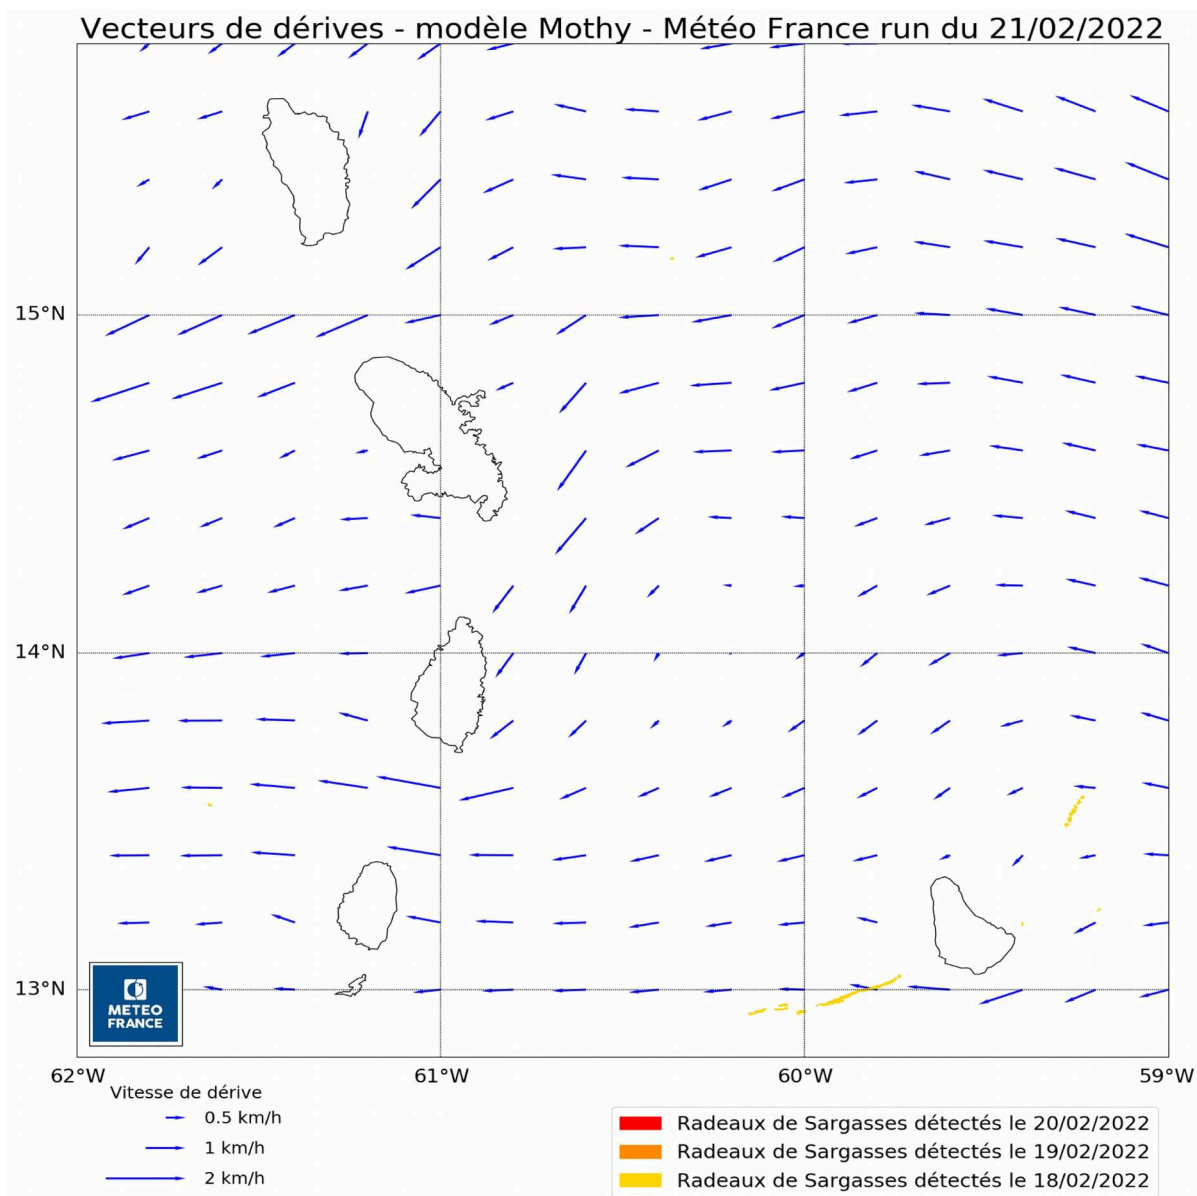 Vecteurs de dérives - modèle Mothy - Météo France run du 21/02/2022
15°N
14°N
13°N
METEO
FRANCE
62°W
61°W
60°W
59°W
Vitesse de dérive
0.5 km/h
1 km/h
2 km/h
Radeaux de Sargasses détectés le 20/02/2022
Radeaux de Sargasses détectés le 19/02/2022
Radeaux de Sargasses détectés le 18/02/2022